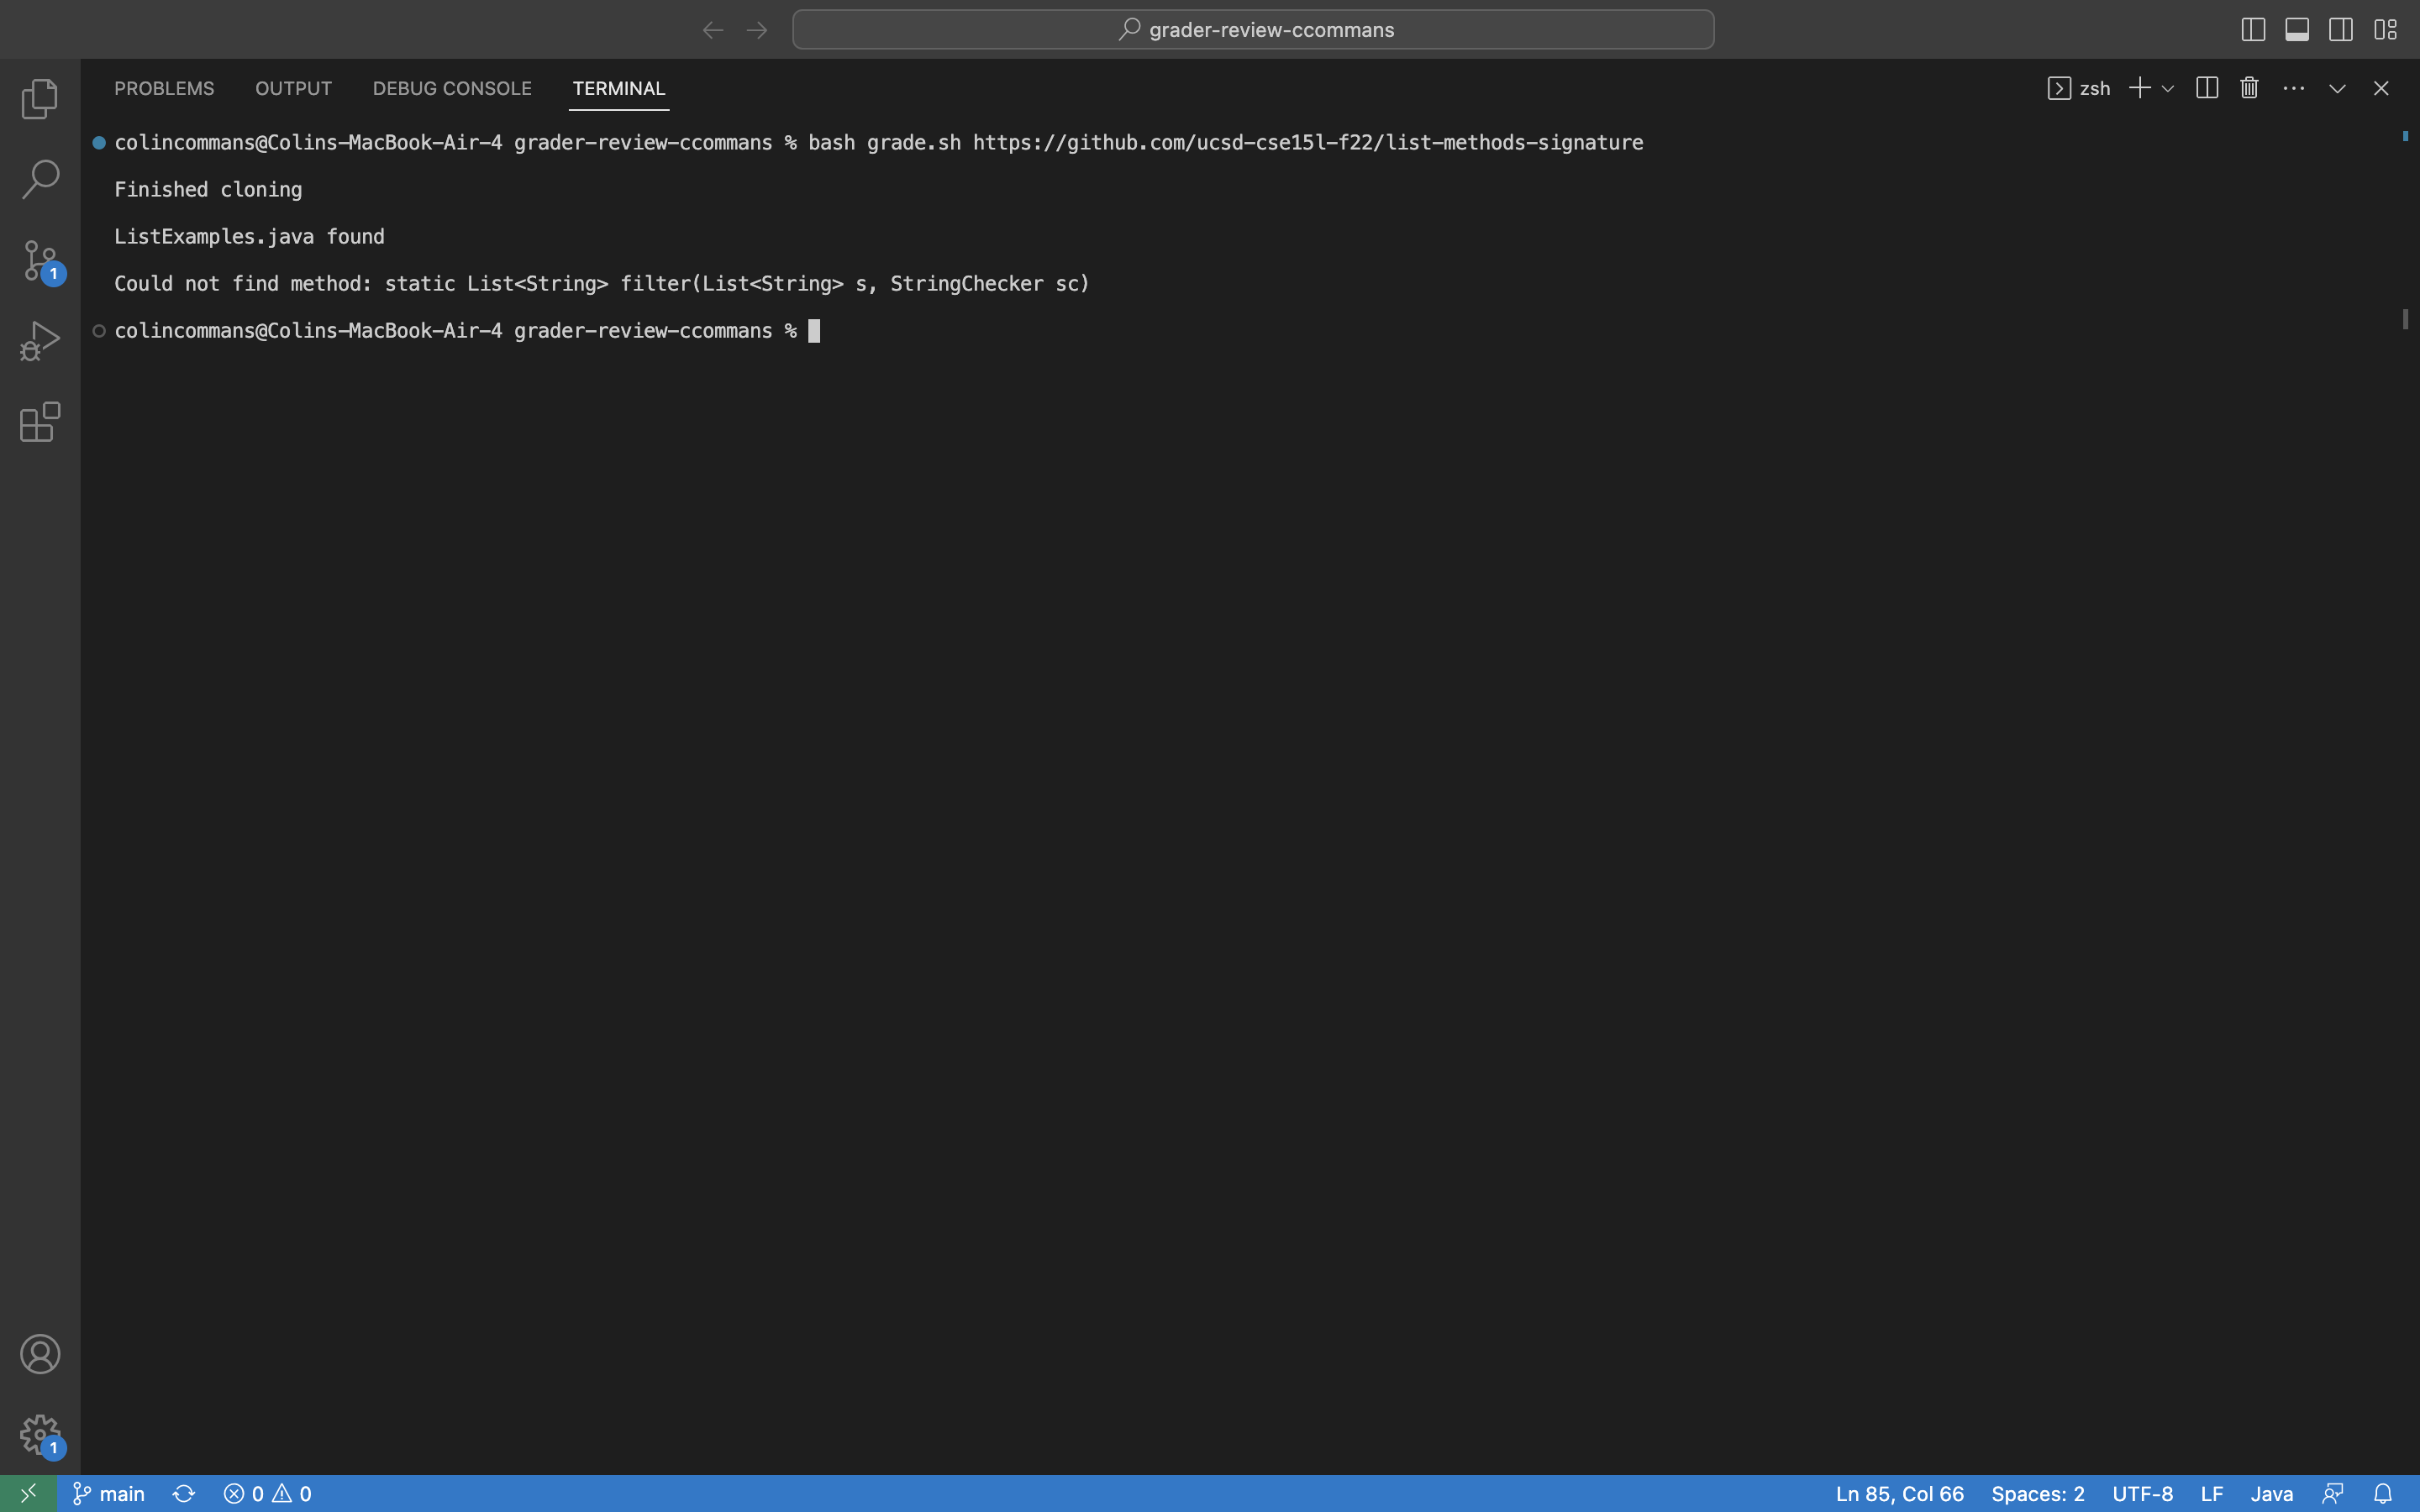 grader-review-ccommans
PROBLEMS OUTPUT DEBUG CONSOLE TERMINAL zsh
colincommans@Colins-MacBook-Air-4 grader-review-ccommans % bash grade.sh https://github.com/ucsd-cse15l-f22/list-methods-signature
Finished cloning
ListExamples.java found
Could not find method: static List<String> filter(List<String> s, StringChecker sc)
colincommans@Colins-MacBook-Air-4 grader-review-ccommans %
1
1
main 0 0 Ln 85, Col 66 Spaces: 2 UTF-8 LF Java